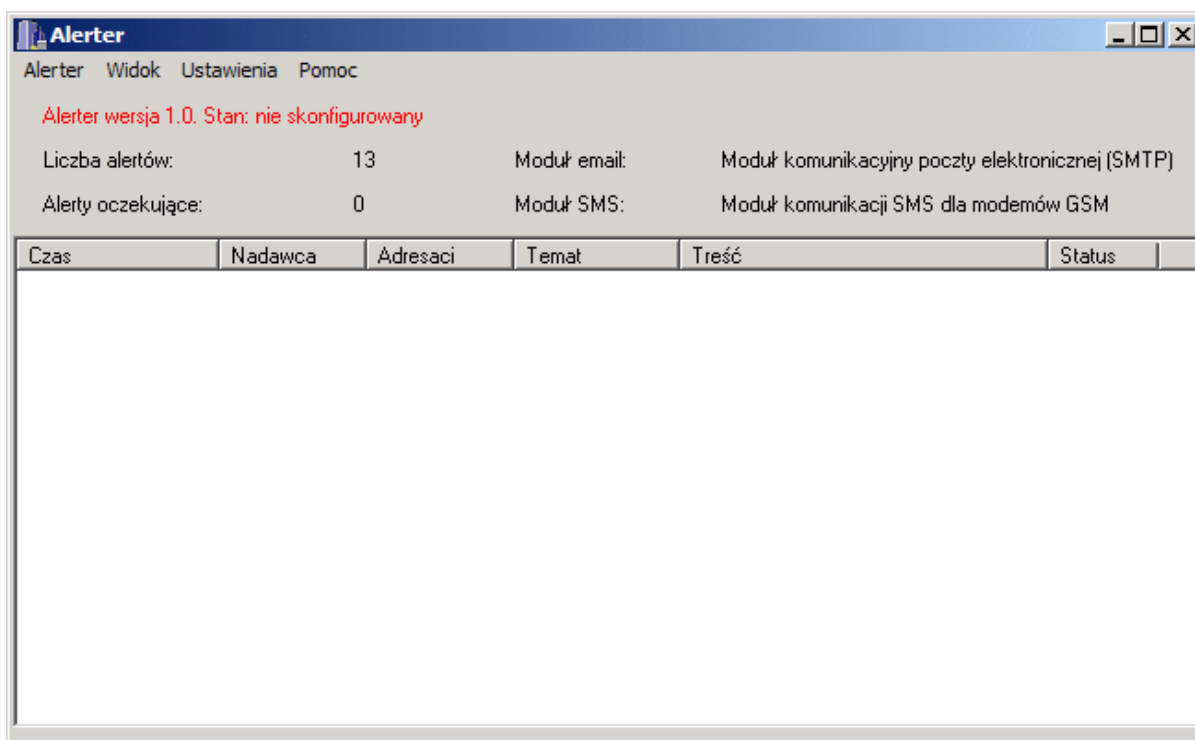 Alerter
Alerter Widok Ustawienia Pomoc
Alerter wersja 1.0. Stan: nie skonfigurowany
Liczba alertów: 13 Moduł email: Moduł komunikacyjny poczty elektronicznej (SMTP)
Alerty oczekujące: 0 Moduł SMS: Moduł komunikacji SMS dla modemów GSM
Czas Nadawca Adresaci Temat Treść Status